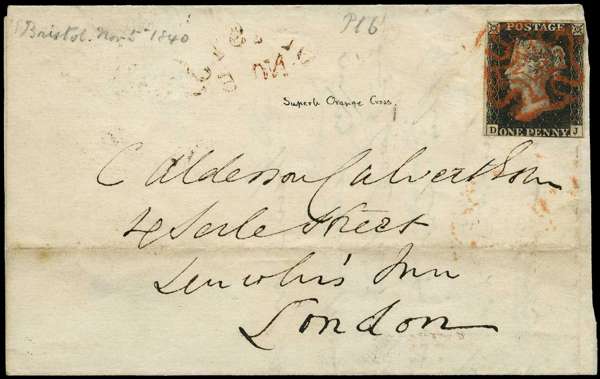 Bristol. Nov 5 1840
P16
POSTAGE
Superb Orange Cross.
D ONE PENNY J
C Alderson Calvert Son
4 Serle Street
Lincoln's Inn
London